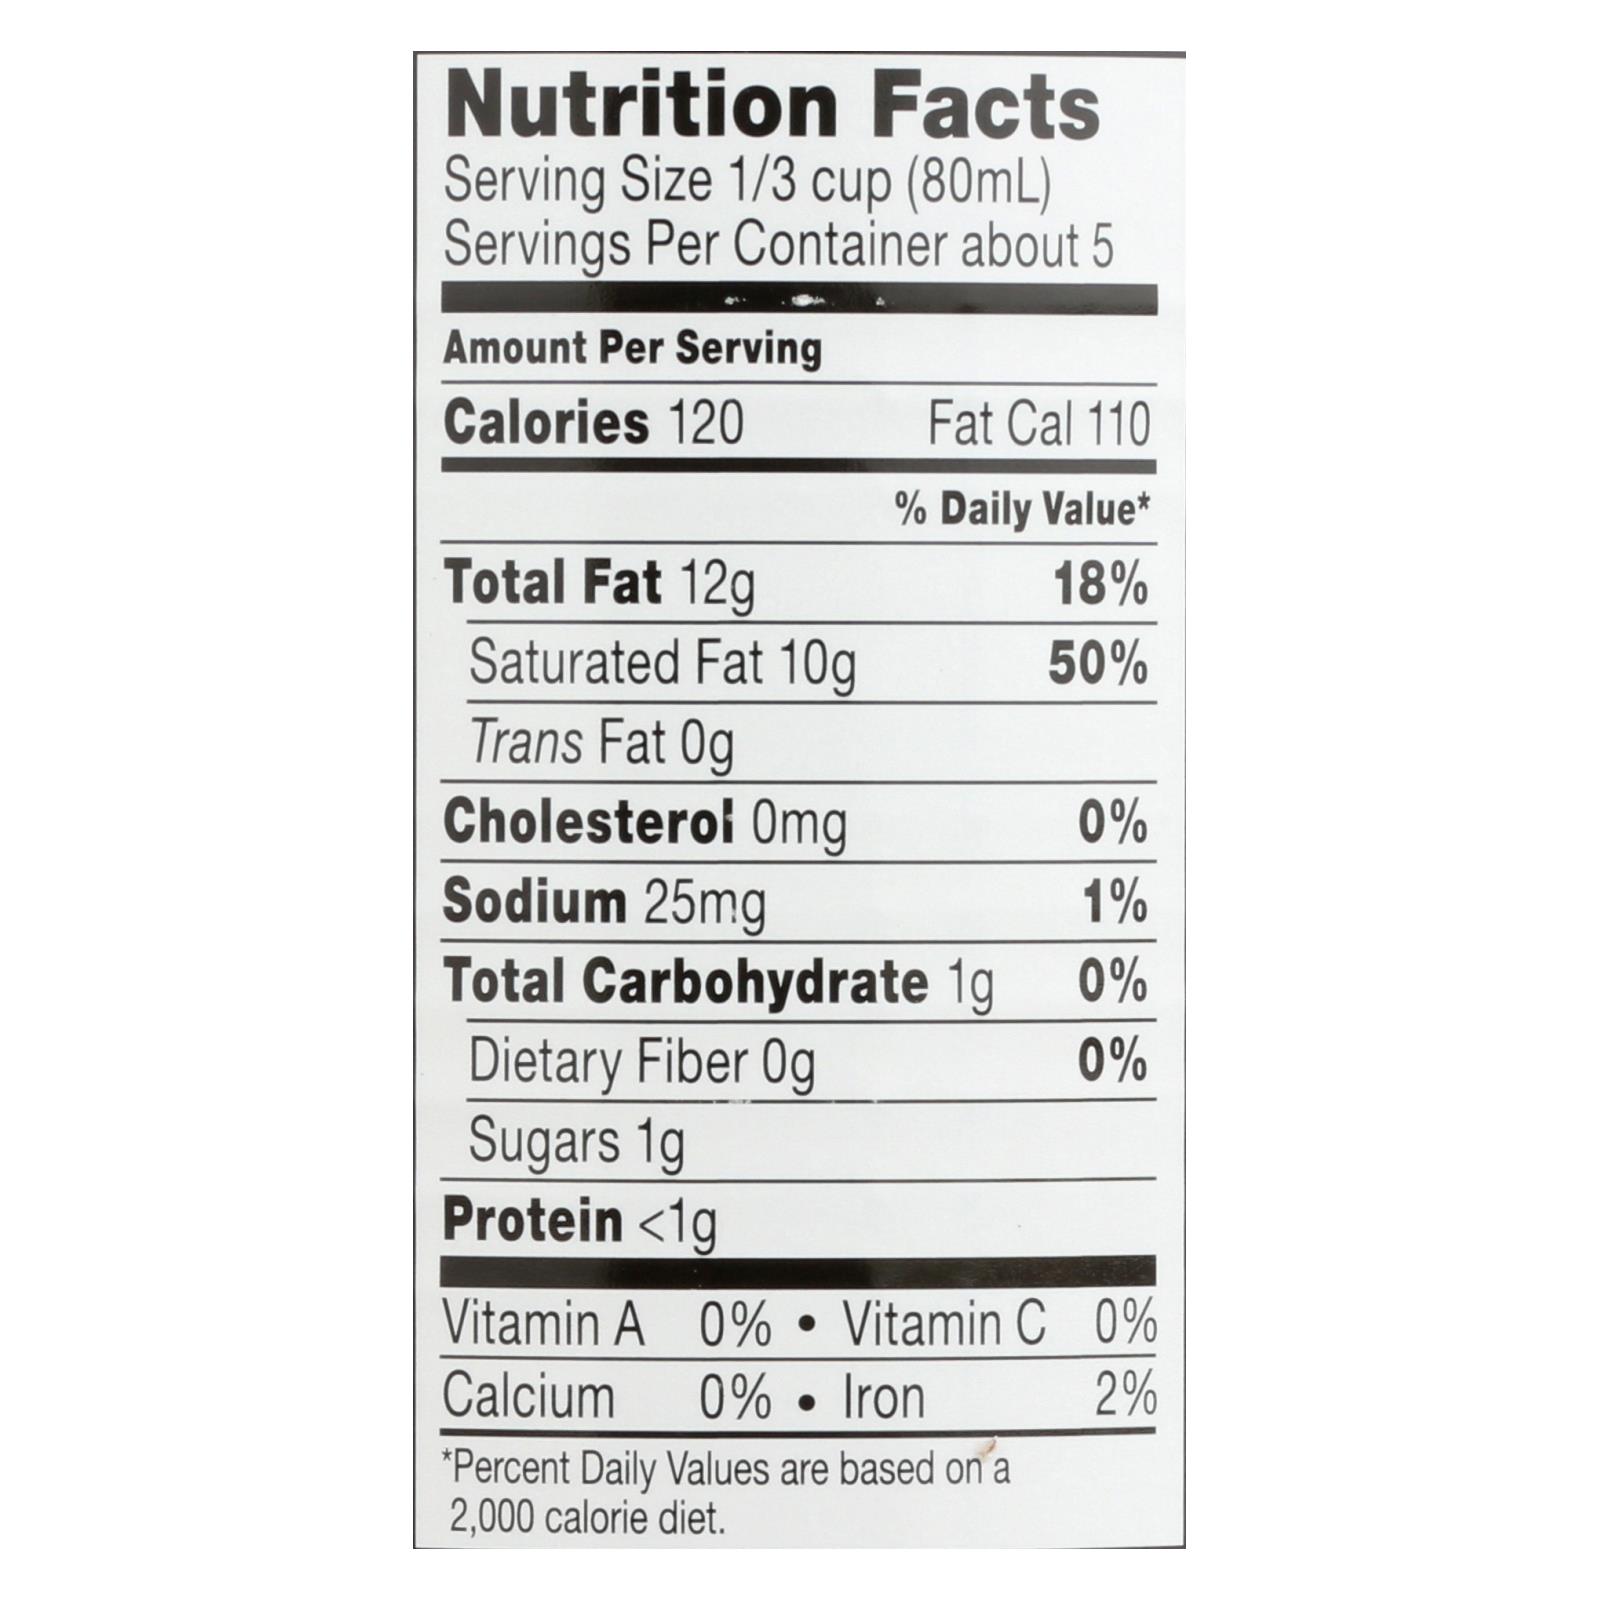 Nutrition Facts
Serving Size 1/3 cup (80mL)
Servings Per Container about 5
Amount Per Serving
Calories 120 Fat Cal 110
% Daily Value*
Total Fat 12g 18%
Saturated Fat 10g 50%
Trans Fat 0g
Cholesterol 0mg 0%
Sodium 25mg 1%
Total Carbohydrate 1g 0%
Dietary Fiber 0g 0%
Sugars 1g
Protein <1g
Vitamin A 0% • Vitamin C 0%
Calcium 0% • Iron 2%
*Percent Daily Values are based on a
2,000 calorie diet.